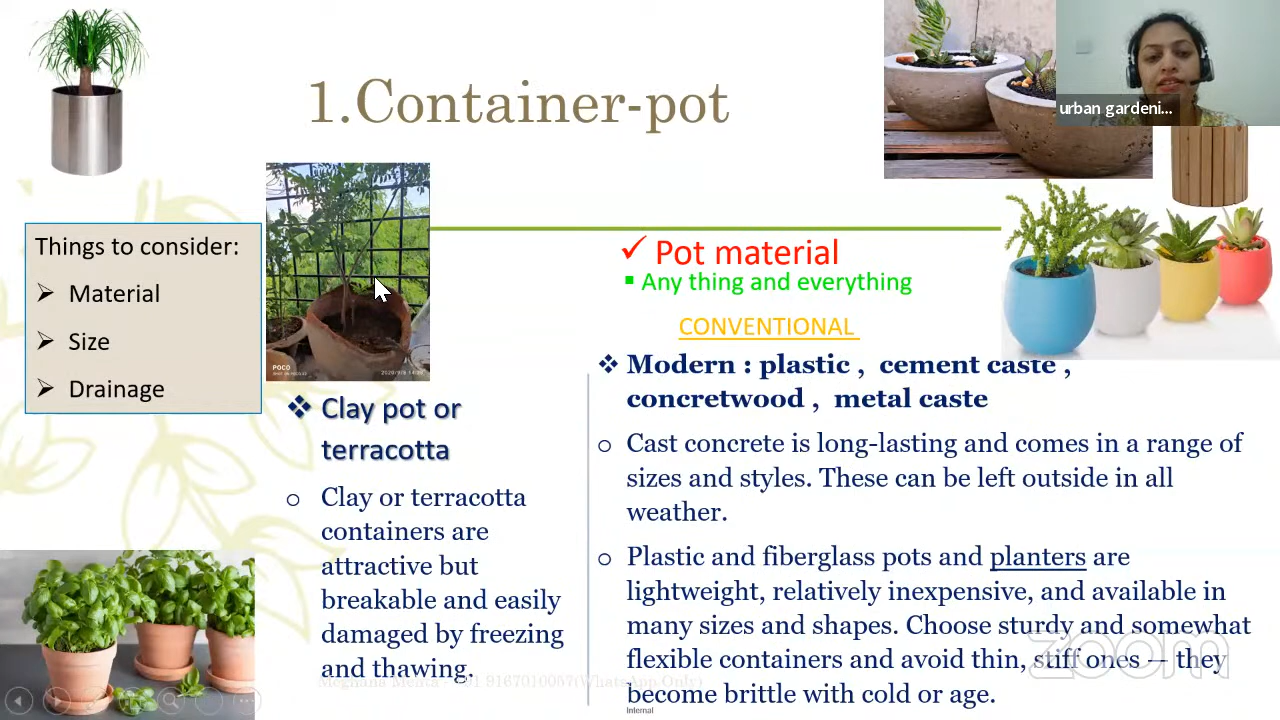 1.Container-pot
urban gardeni...
Things to consider:
Material
Size
Drainage
POCO
✓ Pot material
▪ Any thing and everything
CONVENTIONAL
❖ Clay pot or
terracotta
o Clay or terracotta
containers are
attractive but
breakable and easily
damaged by freezing
and thawing.
❖ Modern : plastic , cement caste ,
concretwood , metal caste
o Cast concrete is long-lasting and comes in a range of
sizes and styles. These can be left outside in all
weather.
o Plastic and fiberglass pots and planters are
lightweight, relatively inexpensive, and available in
many sizes and shapes. Choose sturdy and somewhat
flexible containers and avoid thin, stiff ones — they
become brittle with cold or age.
zoom
Internal